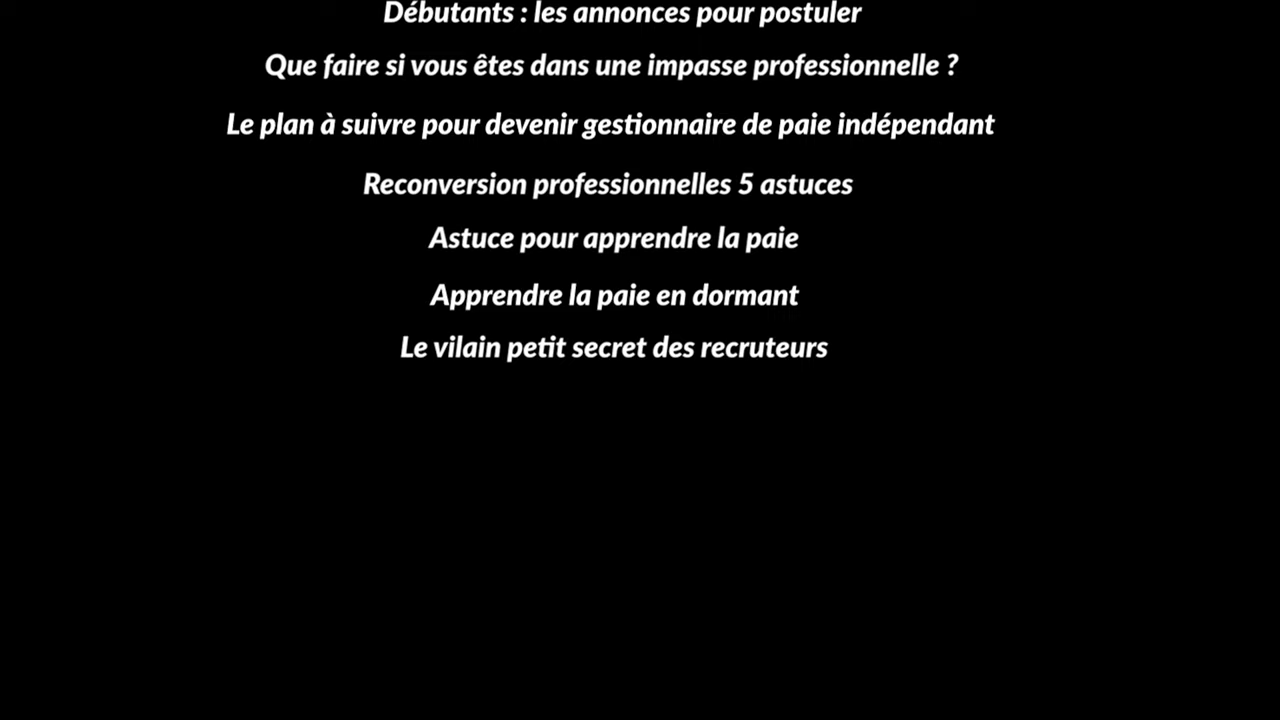 Débutants : les annonces pour postuler
Que faire si vous êtes dans une impasse professionnelle ?
Le plan à suivre pour devenir gestionnaire de paie indépendant
Reconversion professionnelles 5 astuces
Astuce pour apprendre la paie
Apprendre la paie en dormant
Le vilain petit secret des recruteurs